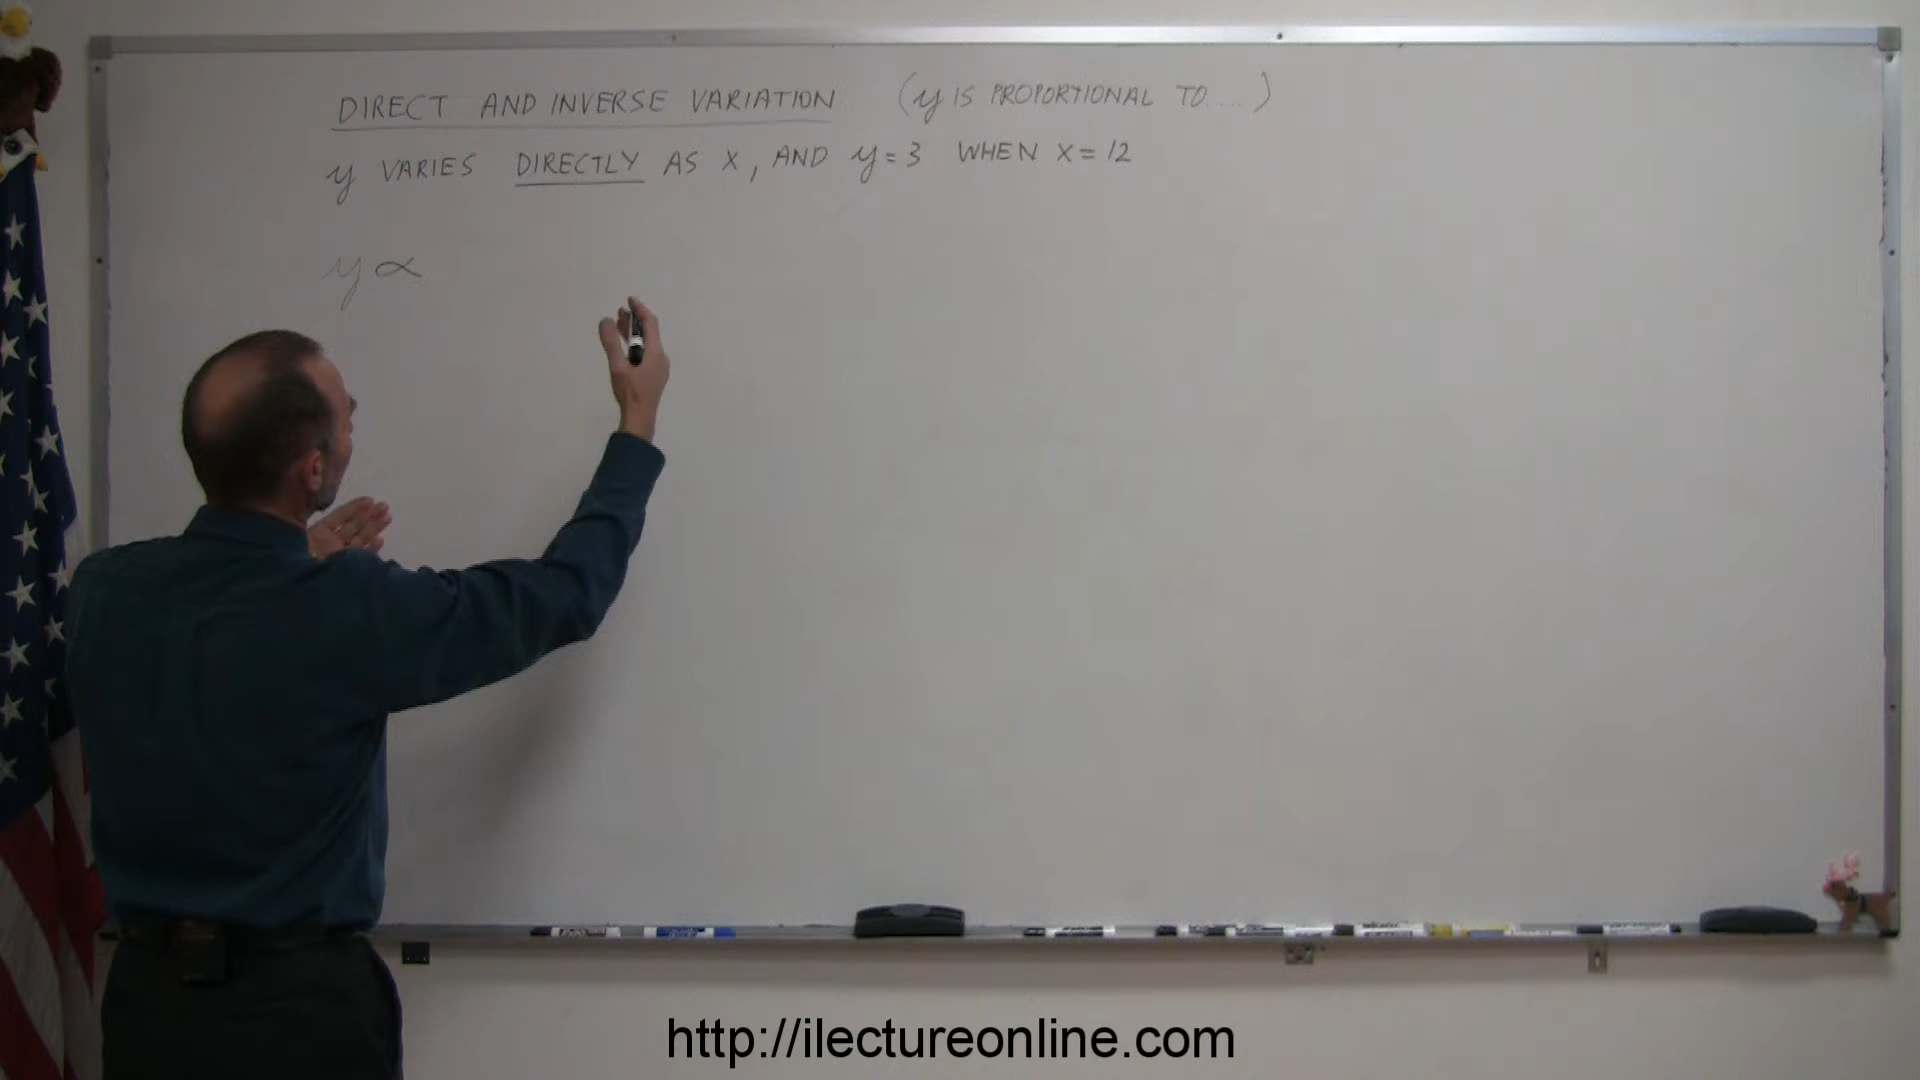 DIRECT AND INVERSE VARIATION (y IS PROPORTIONAL TO.....)
y VARIES DIRECTLY AS X, AND y=3 WHEN X=12
y ∝
http://ilectureonline.com